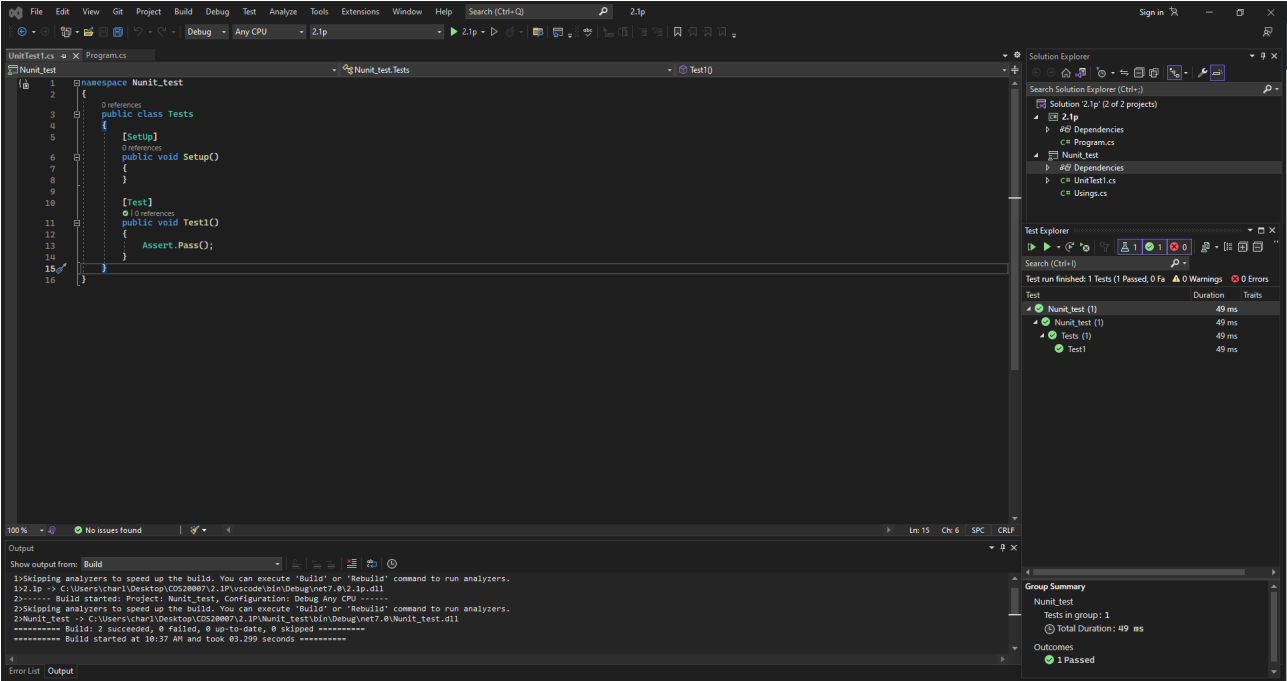 File Edit View Git Project Build Debug Test Analyze Tools Extensions Window Help Search (Ctrl+Q) 2.1p Sign in
Debug Any CPU 2.1p 2.1p
UnitTest1.cs Program.cs
Nunit_test Nunit_test.Tests Test1()
1 namespace Nunit_test
2 {
0 references
3 public class Tests
4 {
5 [SetUp]
0 references
6 public void Setup()
7 {
8 }
9
10 [Test]
| 0 references
11 public void Test1()
12 {
13 Assert.Pass();
14 }
15 }
16 }
100 % No issues found Ln: 15 Ch: 6 SPC CRLF
Output
Show output from: Build
1>Skipping analyzers to speed up the build. You can execute 'Build' or 'Rebuild' command to run analyzers.
1>2.1p -> C:\Users\charl\Desktop\COS20007\2.1P\vscode\bin\Debug\net7.0\2.1p.dll
2>------ Build started: Project: Nunit_test, Configuration: Debug Any CPU ------
2>Skipping analyzers to speed up the build. You can execute 'Build' or 'Rebuild' command to run analyzers.
2>Nunit_test -> C:\Users\charl\Desktop\COS20007\2.1P\Nunit_test\bin\Debug\net7.0\Nunit_test.dll
========== Build: 2 succeeded, 0 failed, 0 up-to-date, 0 skipped ==========
========== Build started at 10:37 AM and took 03.299 seconds ==========
Error List Output
Solution Explorer
Search Solution Explorer (Ctrl+;)
Solution '2.1p' (2 of 2 projects)
C# 2.1p
Dependencies
C# Program.cs
Nunit_test
Dependencies
C# UnitTest1.cs
C# Usings.cs
Test Explorer
1 1 0
Search (Ctrl+I)
Test run finished: 1 Tests (1 Passed, 0 Fa 0 Warnings 0 Errors
Test Duration Traits
Nunit_test (1) 49 ms
Nunit_test (1) 49 ms
Tests (1) 49 ms
Test1 49 ms
Group Summary
Nunit_test
Tests in group: 1
Total Duration: 49 ms
Outcomes
1 Passed